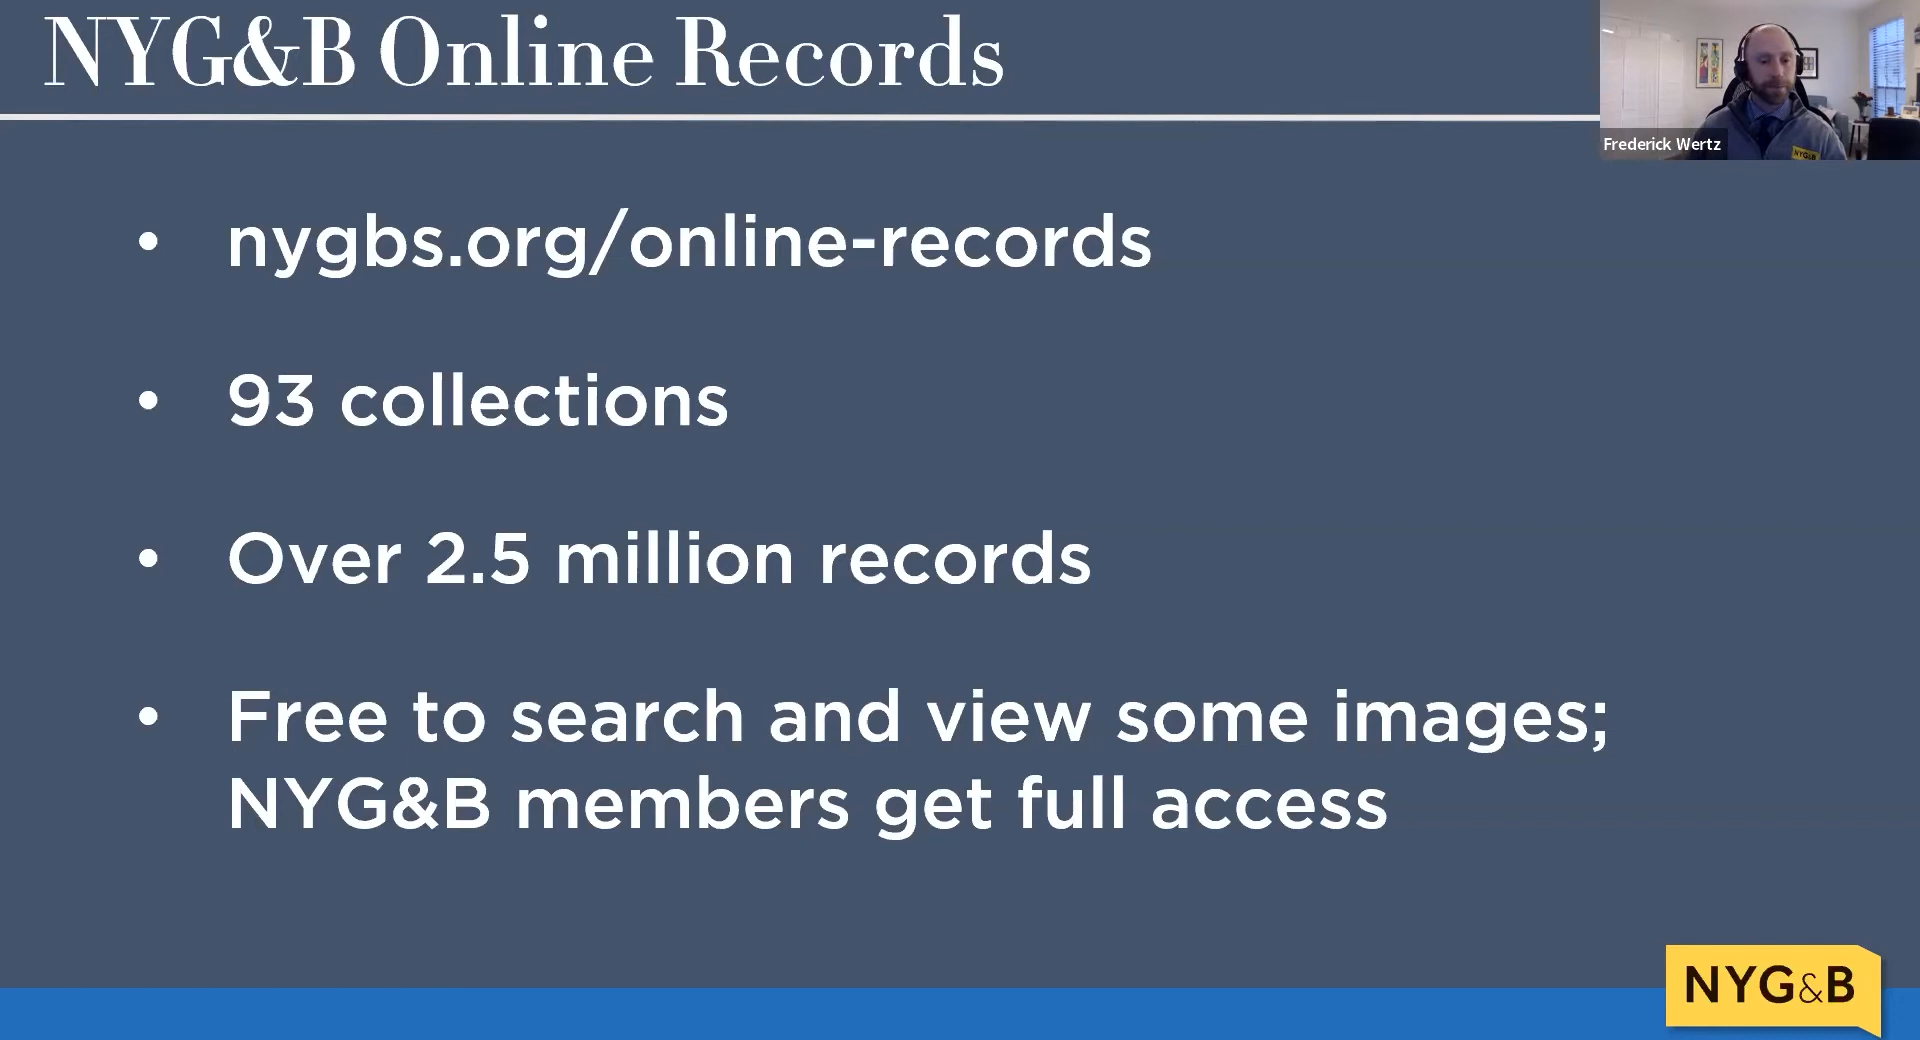 NYG&B Online Records
Frederick Wertz
NYG&B
• nygbs.org/online-records
• 93 collections
• Over 2.5 million records
• Free to search and view some images;
NYG&B members get full access
NYG&B